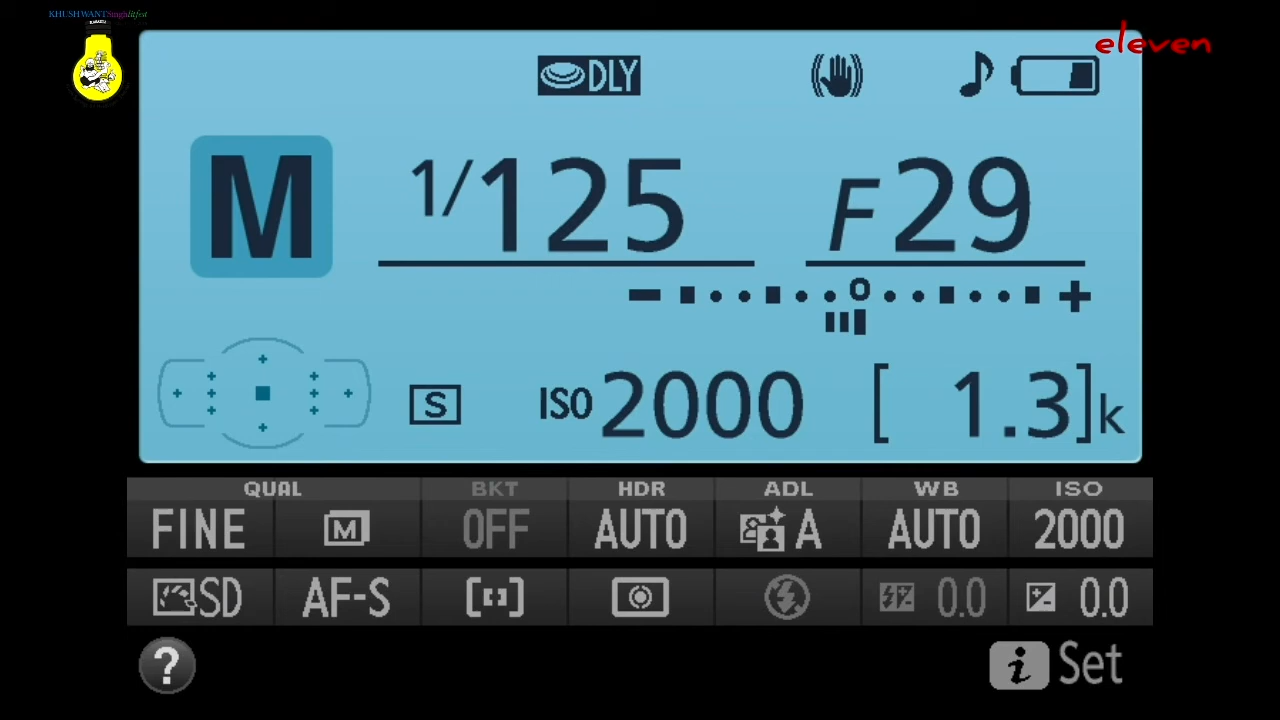 KHUSHWANTSinghlitfest
eleven
DLY
M 1/125 F29
S ISO 2000 [ 1.3]k
QUAL BKT HDR ADL WB ISO
FINE M OFF AUTO A AUTO 2000
SD AF-S 0.0 0.0
? i Set